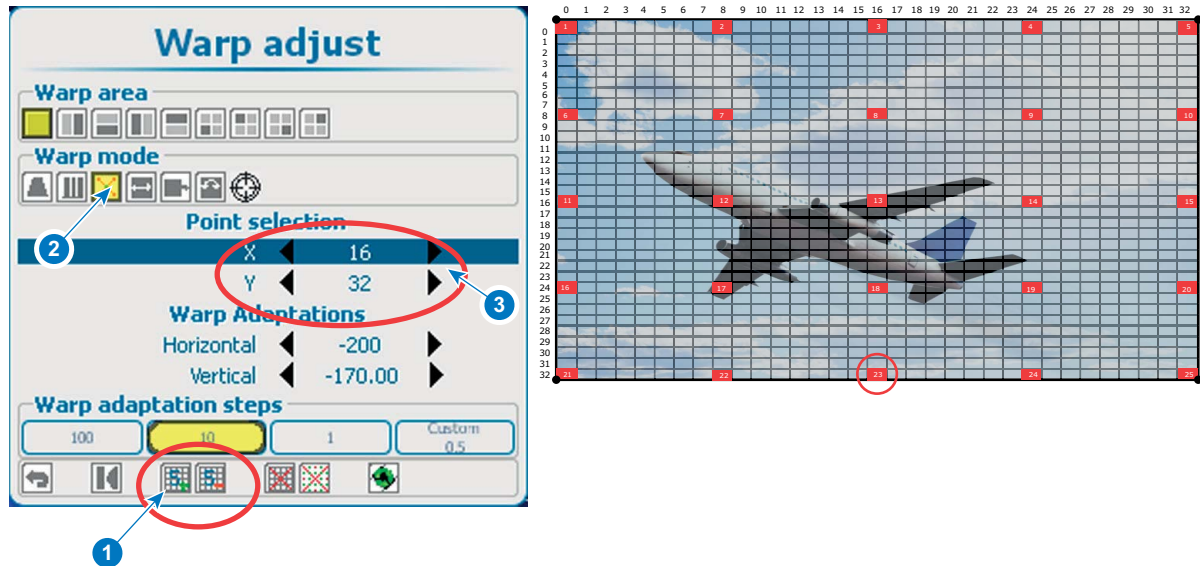 Warp adjust
Warp area
Warp mode
Point selection
X 16
Y 32
Warp Adaptations
Horizontal -200
Vertical -170.00
Warp adaptation steps
100 10 1 Custom 0.5
1
2
3
0 1 2 3 4 5 6 7 8 9 10 11 12 13 14 15 16 17 18 19 20 21 22 23 24 25 26 27 28 29 30 31 32
0
1
2
3
4
5
6
7
8
9
10
11
12
13
14
15
16
17
18
19
20
21
22
23
24
25
26
27
28
29
30
31
32
1 2 3 4 5
6 7 8 9 10
11 12 13 14 15
16 17 18 19 20
21 22 23 24 25